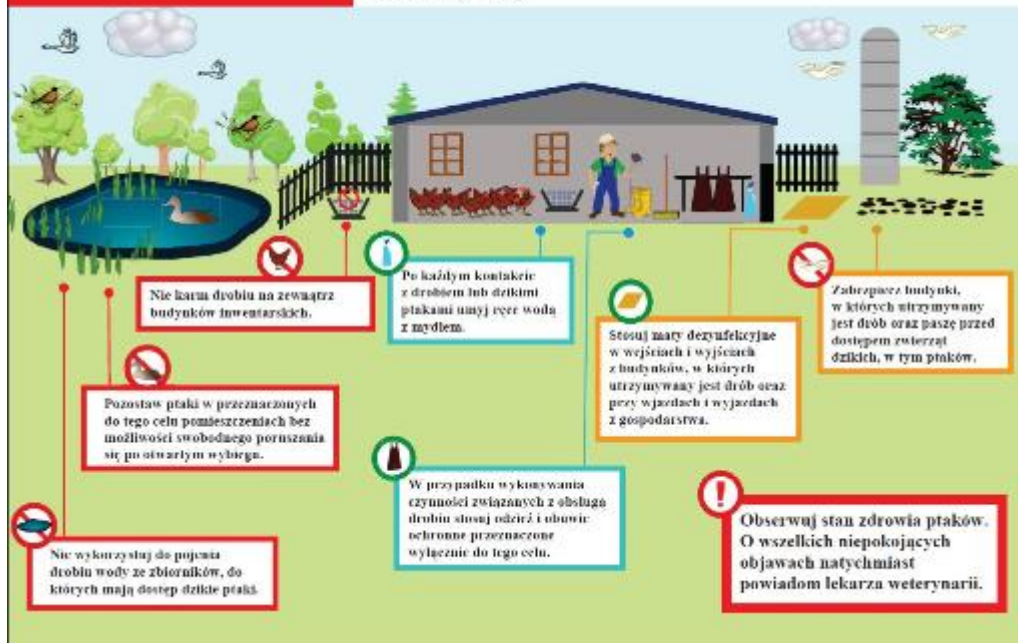 Nie karm drobiu na zewnątrz
budynków inwentarskich.
Po każdym kontakcie
z drobiem lub dzikimi
ptakami umyj ręce wodą
z mydłem.
Stosuj maty dezynfekcyjne
w wejściach i wyjściach
z budynków, w których
utrzymywany jest drób oraz
przy wjazdach i wyjazdach
z gospodarstwa.
Zabezpiecz budynki,
w których utrzymywany
jest drób oraz paszę przed
dostępem zwierząt
dzikich, w tym ptaków.
Pozostaw ptaki w przeznaczonych
do tego celu pomieszczeniach bez
możliwości swobodnego poruszania
się po otwartym wybiegu.
W przypadku wykonywania
czynności związanych z obsługą
drobiu stosuj odzież i obuwie
ochronne przeznaczone
wyłącznie do tego celu.
Nie wykorzystuj do pojenia
drobiu wody ze zbiorników, do
których mają dostęp dzikie ptaki.
Obserwuj stan zdrowia ptaków.
O wszelkich niepokojących
objawach natychmiast
powiadom lekarza weterynarii.